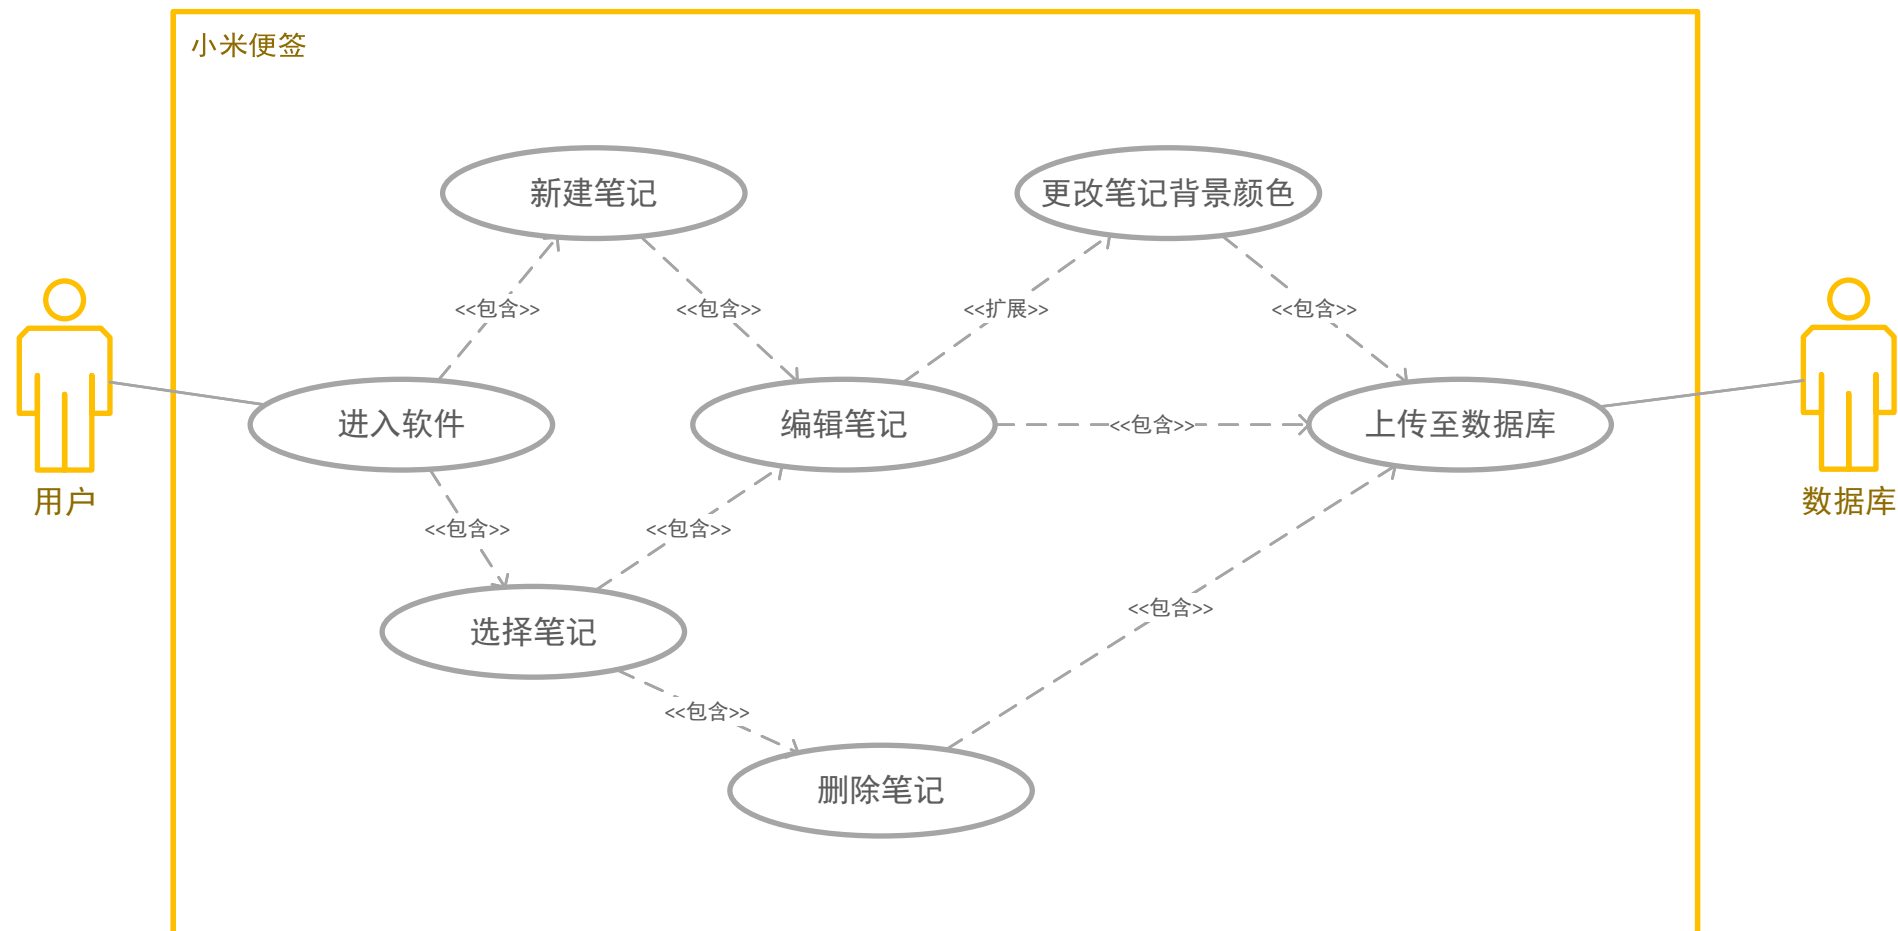 小米便签
新建笔记
更改笔记背景颜色
<<包含>>
<<包含>>
<<扩展>>
<<包含>>
进入软件
编辑笔记
<<包含>>
上传至数据库
用户
数据库
<<包含>>
<<包含>>
<<包含>>
选择笔记
<<包含>>
删除笔记